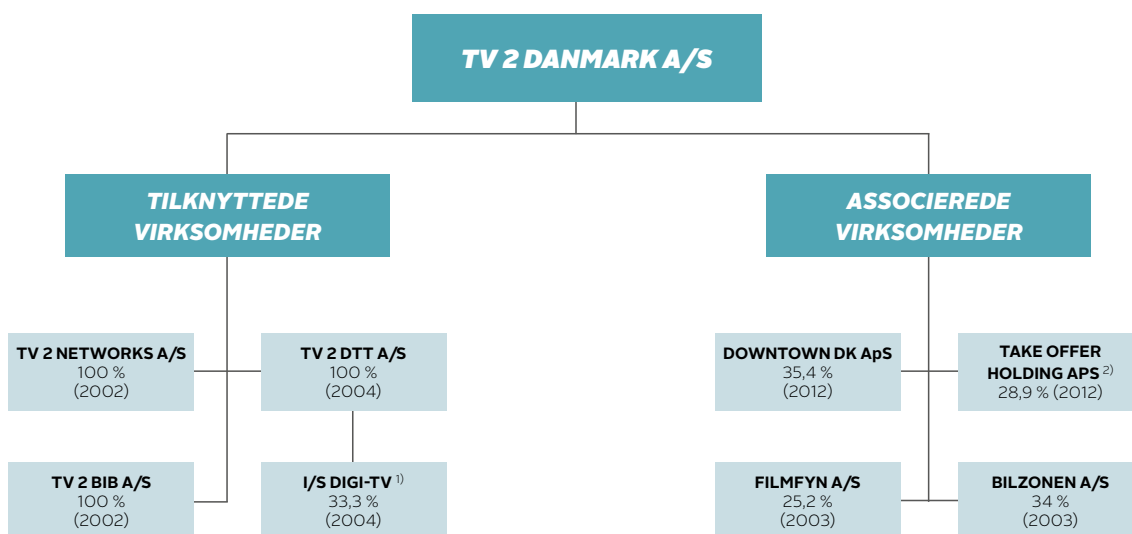 TV 2 DANMARK A/S
TILKNYTTEDE
VIRKSOMHEDER
ASSOCIEREDE
VIRKSOMHEDER
TV 2 NETWORKS A/S
100 %
(2002)
TV 2 DTT A/S
100 %
(2004)
DOWNTOWN DK ApS
35,4 %
(2012)
TAKE OFFER
HOLDING APS 2)
28,9 % (2012)
TV 2 BIB A/S
100 %
(2002)
I/S DIGI-TV 1)
33,3 %
(2004)
FILMFYN A/S
25,2 %
(2003)
BILZONEN A/S
34 %
(2003)